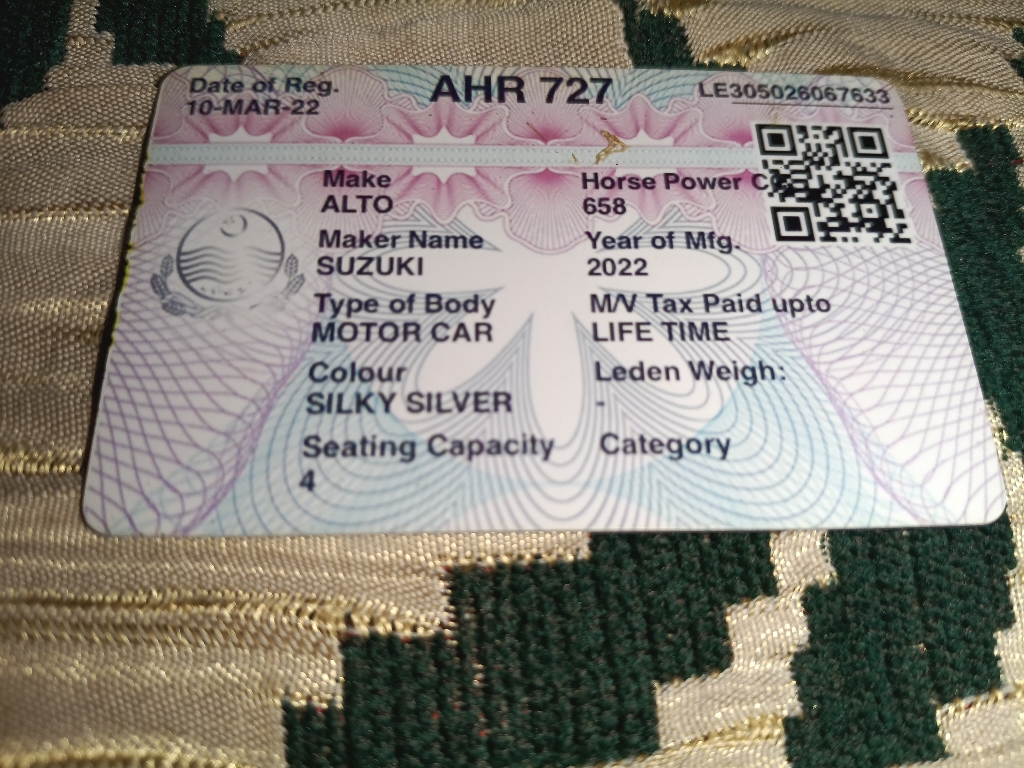 Date of Reg. AHR 727 LE305026067633
10-MAR-22
Make Horse Power
ALTO 658
Maker Name Year of Mfg.
SUZUKI 2022
Type of Body M/V Tax Paid upto
MOTOR CAR LIFE TIME
Colour Leden Weigh:
SILKY SILVER -
Seating Capacity Category
4